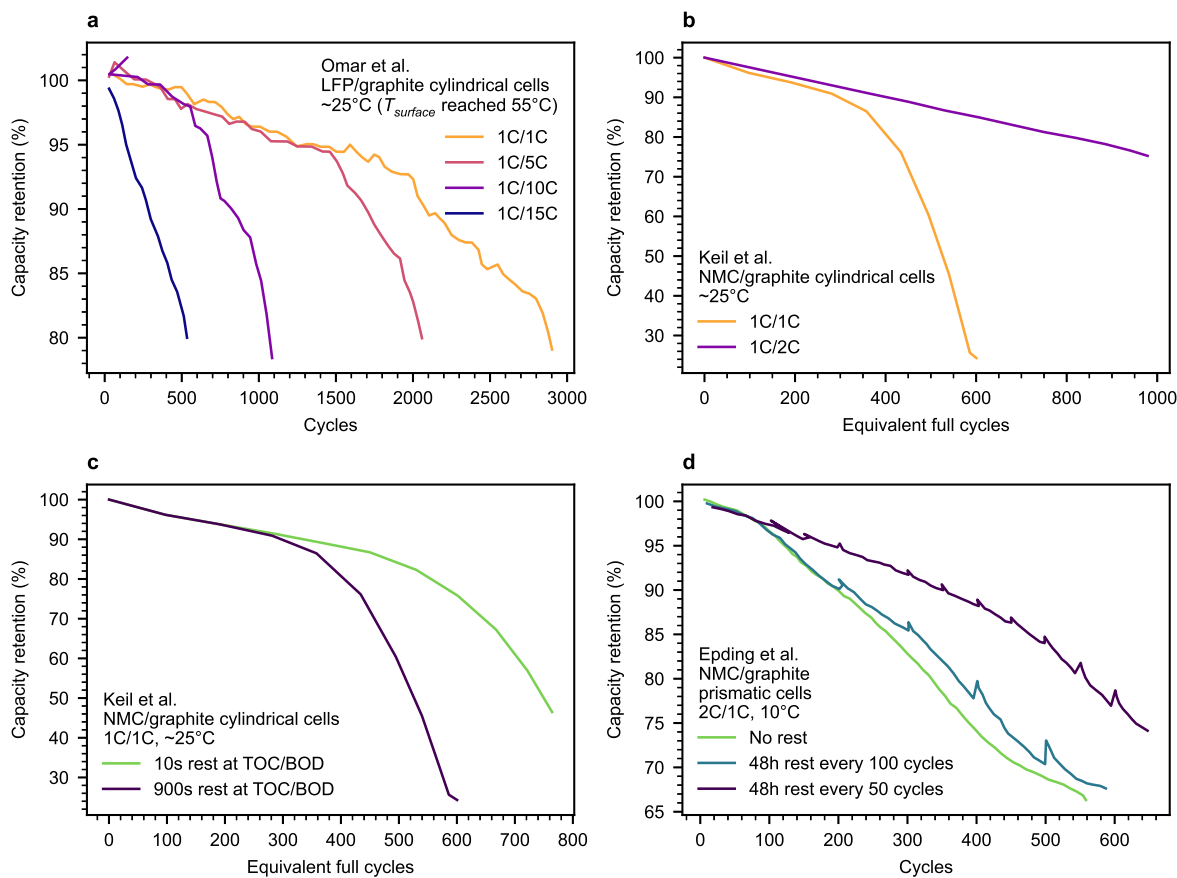 a
Capacity retention (%)
100
95
90
85
80
Omar et al.
LFP/graphite cylindrical cells
~25°C (Tsurface reached 55°C)
1C/1C
1C/5C
1C/10C
1C/15C
0 500 1000 1500 2000 2500 3000
Cycles
b
Capacity retention (%)
100
90
80
70
60
50
40
30
Keil et al.
NMC/graphite cylindrical cells
~25°C
1C/1C
1C/2C
0 200 400 600 800 1000
Equivalent full cycles
c
Capacity retention (%)
100
90
80
70
60
50
40
30
Keil et al.
NMC/graphite cylindrical cells
1C/1C, ~25°C
10s rest at TOC/BOD
900s rest at TOC/BOD
0 100 200 300 400 500 600 700 800
Equivalent full cycles
d
Capacity retention (%)
100
95
90
85
80
75
70
65
Epding et al.
NMC/graphite
prismatic cells
2C/1C, 10°C
No rest
48h rest every 100 cycles
48h rest every 50 cycles
0 100 200 300 400 500 600
Cycles